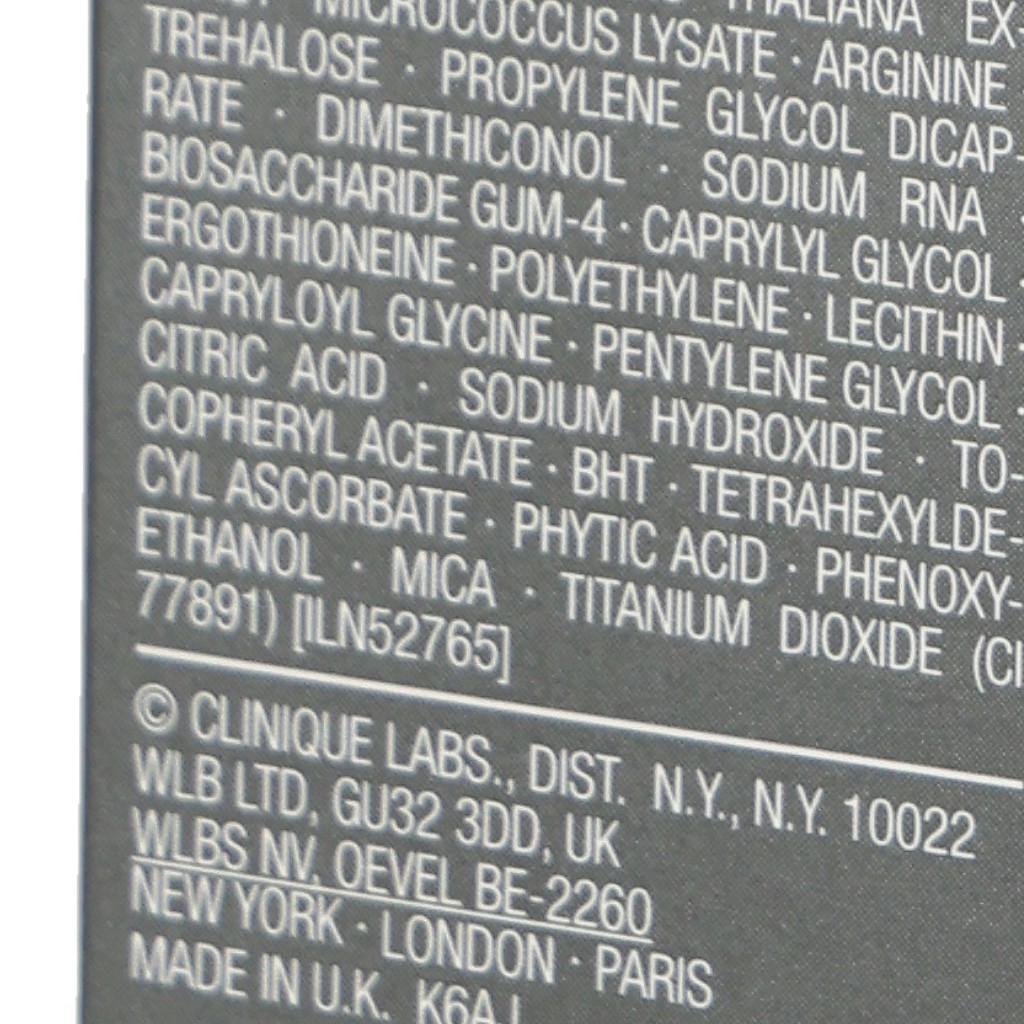 MICROCOCCUS LYSATE · ARGININE
THALIANA EX-
TREHALOSE · PROPYLENE GLYCOL DICAP-
RATE · DIMETHICONOL · SODIUM RNA ·
BIOSACCHARIDE GUM-4 · CAPRYLYL GLYCOL ·
ERGOTHIONEINE · POLYETHYLENE · LECITHIN ·
CAPRYLOYL GLYCINE · PENTYLENE GLYCOL ·
CITRIC ACID · SODIUM HYDROXIDE · TO-
COPHERYL ACETATE · BHT · TETRAHEXYLDE-
CYL ASCORBATE · PHYTIC ACID · PHENOXY-
ETHANOL · MICA · TITANIUM DIOXIDE (CI
77891) [ILN52765]
© CLINIQUE LABS., DIST. N.Y., N.Y. 10022
WLB LTD, GU32 3DD, UK
WLBS NV, OEVEL BE-2260
NEW YORK · LONDON · PARIS
MADE IN U.K.